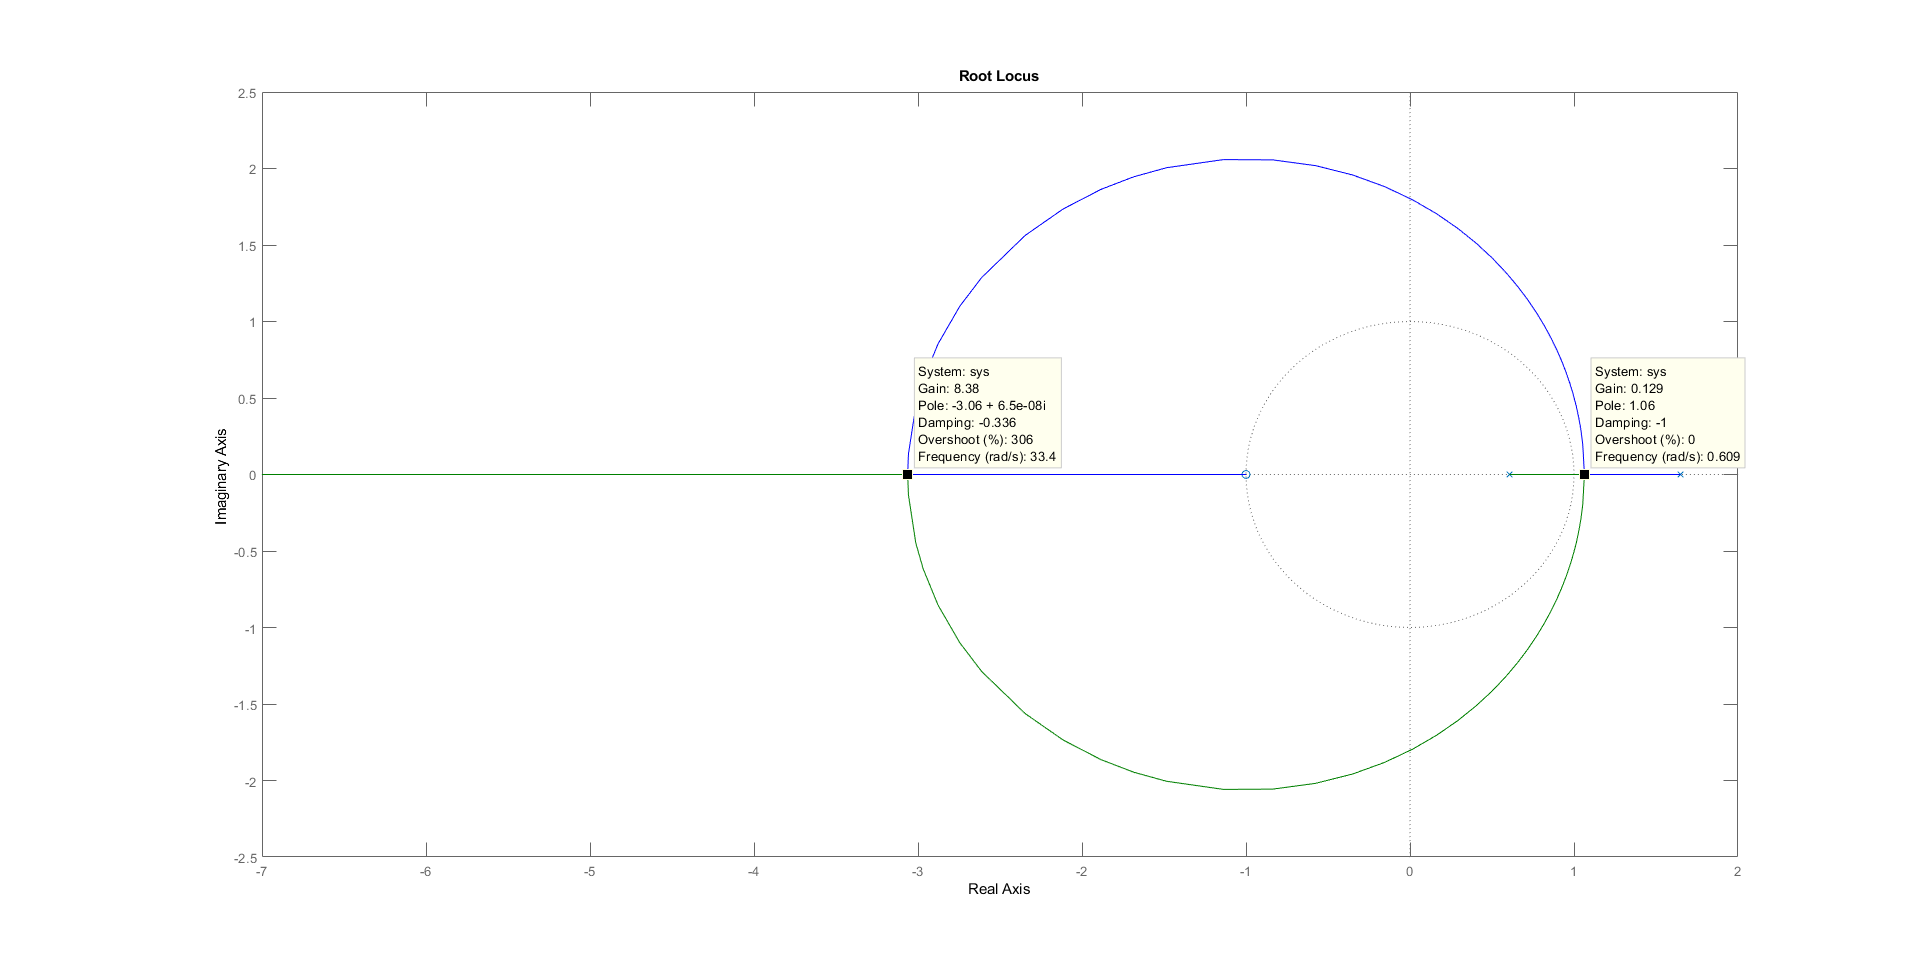 Root Locus
2.5
2
1.5
1
0.5
0
-0.5
-1
-1.5
-2
-2.5
Imaginary Axis
System: sys
Gain: 8.38
Pole: -3.06 + 6.5e-08i
Damping: -0.336
Overshoot (%): 306
Frequency (rad/s): 33.4
System: sys
Gain: 0.129
Pole: 1.06
Damping: -1
Overshoot (%): 0
Frequency (rad/s): 0.609
-7 -6 -5 -4 -3 -2 -1 0 1 2
Real Axis